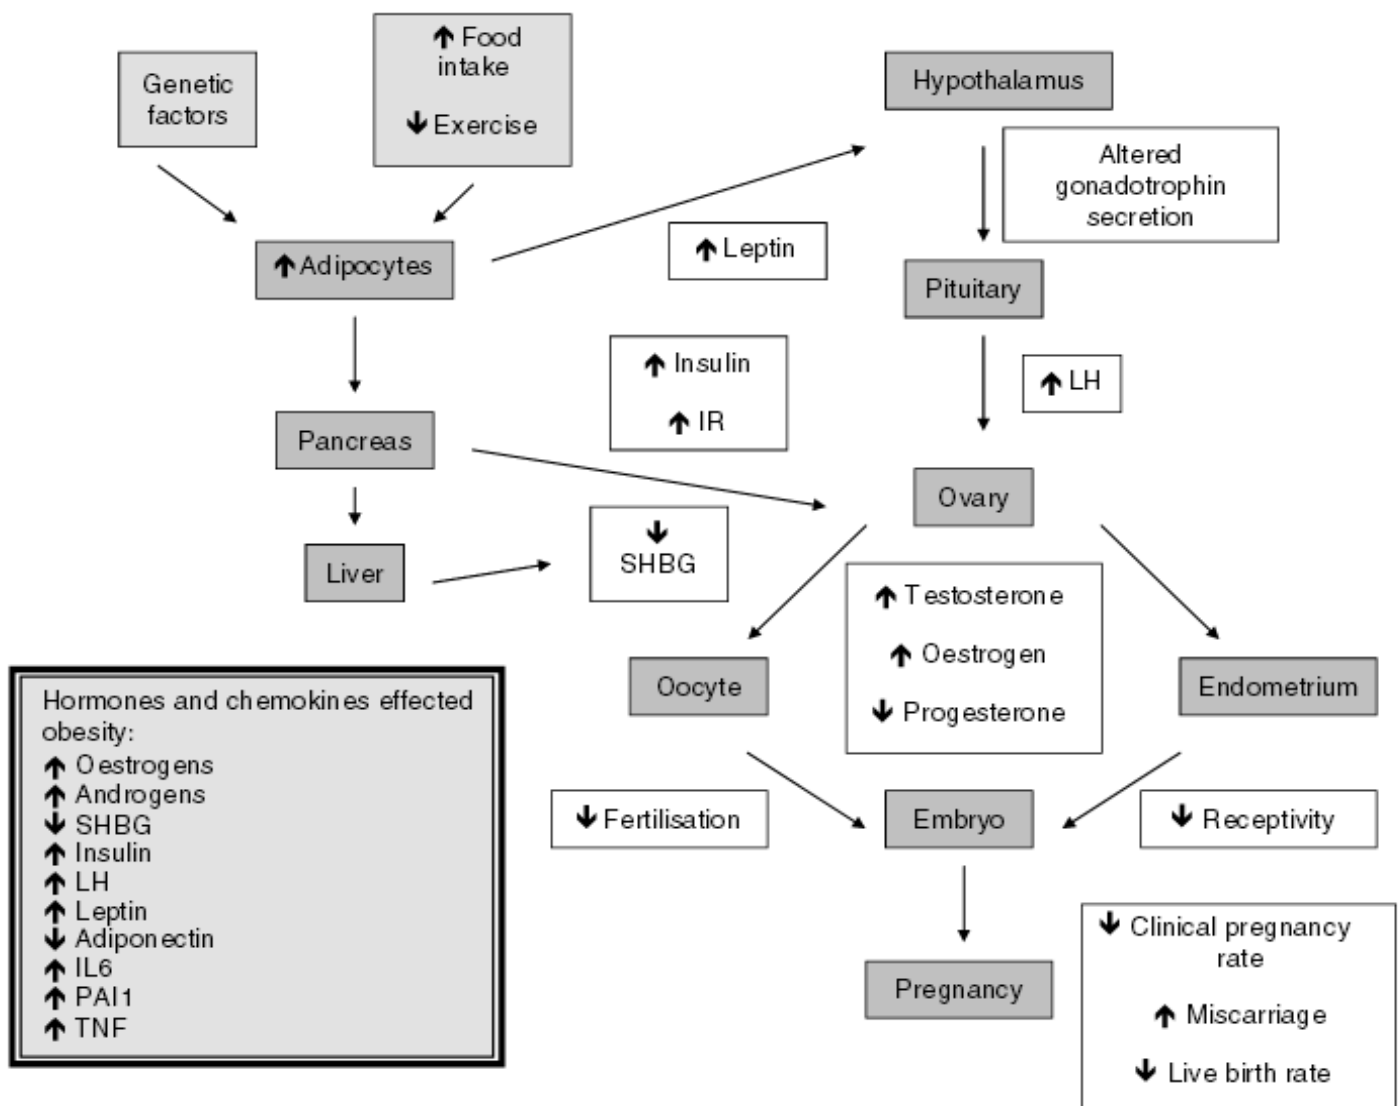 Genetic
factors
↑ Food
intake
↓ Exercise
Hypothalamus
Altered
gonadotrophin
secretion
↑ Leptin
↑ Adipocytes
Pituitary
↑ Insulin
↑ IR
↑ LH
Pancreas
Ovary
↓
SHBG
Liver
↑ Testosterone
↑ Oestrogen
↓ Progesterone
Oocyte
Endometrium
↓ Fertilisation
Embryo
↓ Receptivity
Pregnancy
↓ Clinical pregnancy
rate
↑ Miscarriage
↓ Live birth rate
Hormones and chemokines effected
obesity:
↑ Oestrogens
↑ Androgens
↓ SHBG
↑ Insulin
↑ LH
↑ Leptin
↓ Adiponectin
↑ IL6
↑ PAI1
↑ TNF